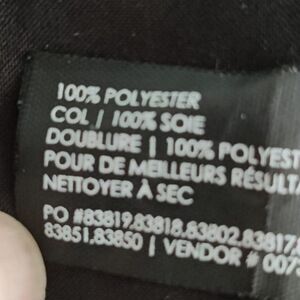 100% POLYESTER
COL / 100% SOIE
DOUBLURE | 100% POLYEST
POUR DE MEILLEURS RÉSULT
NETTOYER À SEC
PO #83819,83818,83802,83817,
83851,83850 | VENDOR # 007